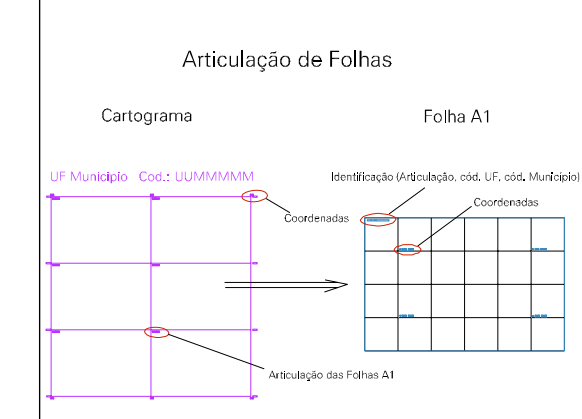 Articulação de Folhas
Cartograma
Folha A1
UF Municipio Cod.: UUMMMMM
Identificação (Articulação, cód. UF, cód. Município)
Coordenadas
Coordenadas
Articulação das Folhas A1